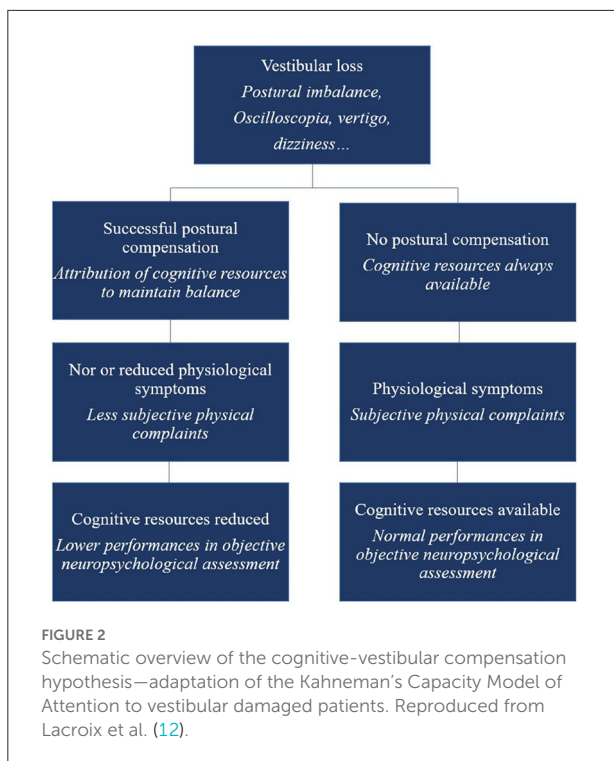 Vestibular loss
Postural imbalance,
Oscilloscopia, vertigo,
dizziness…
Successful postural
compensation
Attribution of cognitive resources
to maintain balance
No postural compensation
Cognitive resources always
available
Nor or reduced physiological
symptoms
Less subjective physical
complaints
Physiological symptoms
Subjective physical complaints
Cognitive resources reduced
Lower performances in objective
neuropsychological assessment
Cognitive resources available
Normal performances in
objective neuropsychological
assessment
FIGURE 2
Schematic overview of the cognitive-vestibular compensation
hypothesis—adaptation of the Kahneman's Capacity Model of
Attention to vestibular damaged patients. Reproduced from
Lacroix et al. (12).